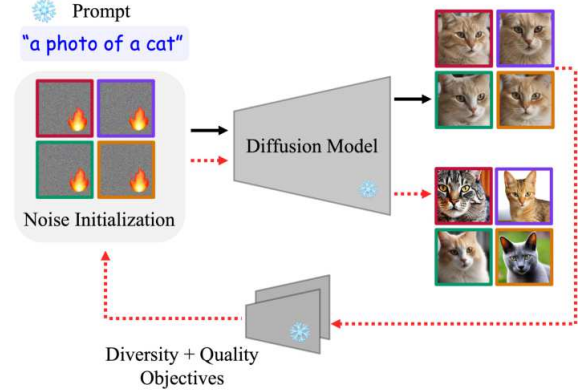 Prompt
“a photo of a cat”
Diffusion Model
Noise Initialization
Diversity + Quality
Objectives